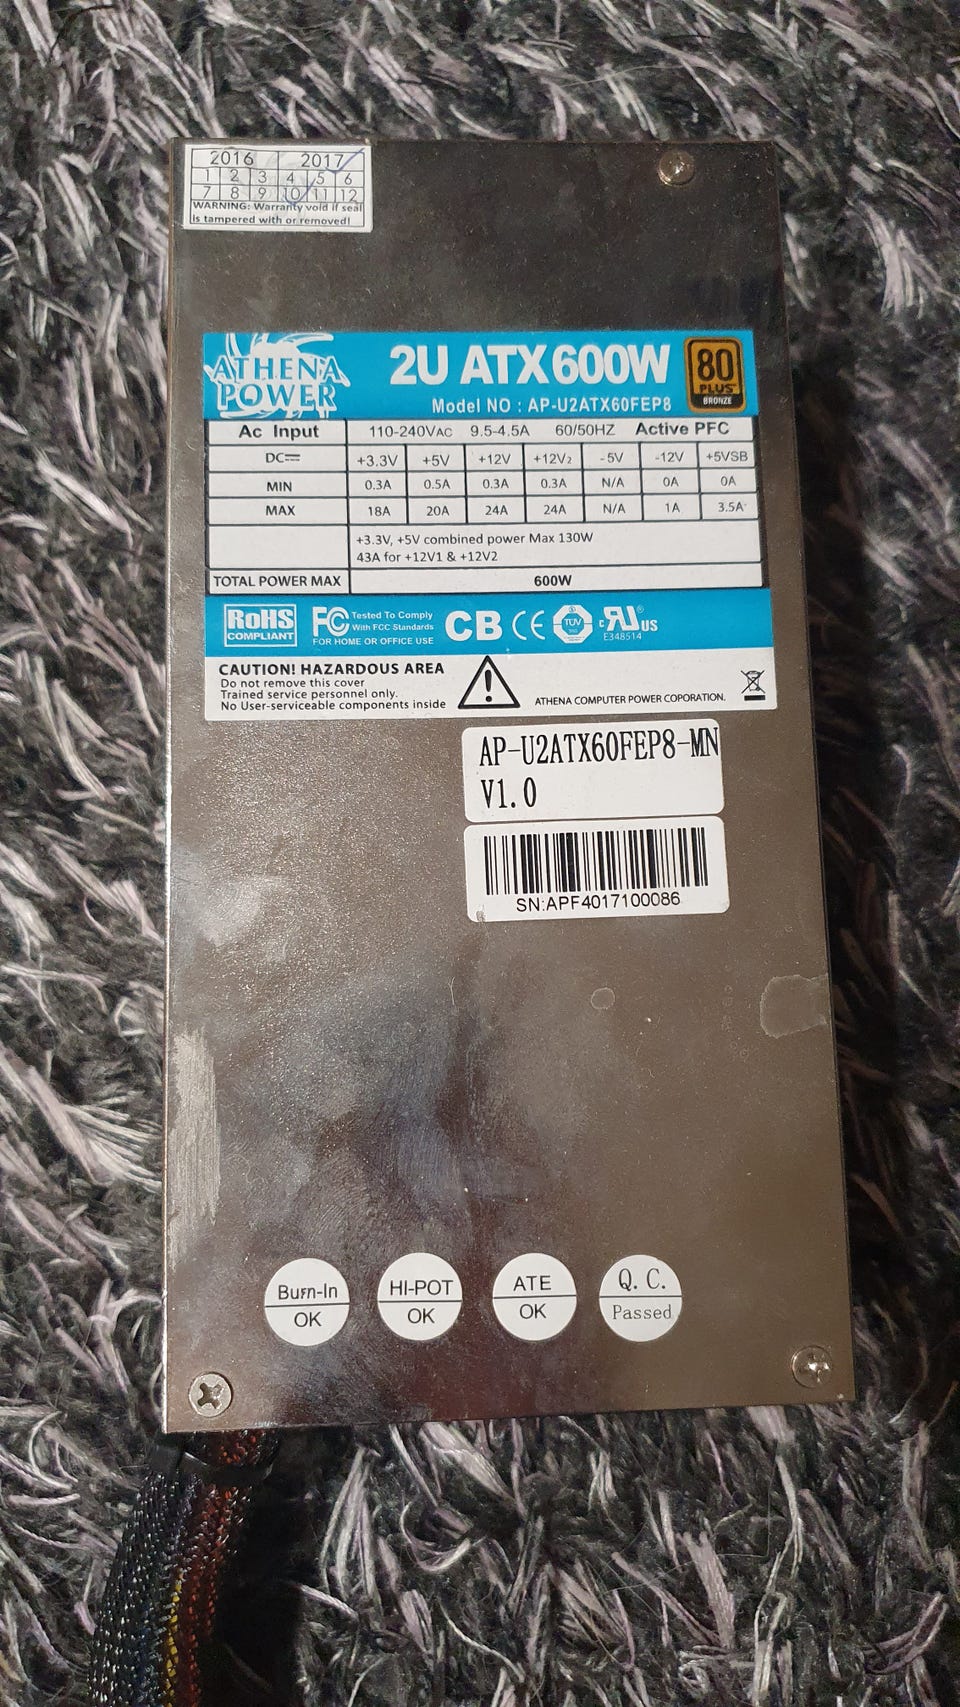 2016 2017
1 2 3 4 5 6
7 8 9 10 11 12
WARNING: Warranty void if seal
is tampered with or removed!
ATHENA
POWER
2U ATX 600W
Model NO : AP-U2ATX60FEP8
80
PLUS
BRONZE
Ac Input 110-240VAC 9.5-4.5A 60/50HZ Active PFC
DC +3.3V +5V +12V +12V2 -5V -12V +5VSB
MIN 0.3A 0.5A 0.3A 0.3A N/A 0A 0A
MAX 18A 20A 24A 24A N/A 1A 3.5A
+3.3V, +5V combined power Max 130W
43A for +12V1 & +12V2
TOTAL POWER MAX 600W
RoHS
COMPLIANT
FC Tested To Comply
With FCC Standards
FOR HOME OR OFFICE USE
CB CE TUV c RU ® US
E348514
CAUTION! HAZARDOUS AREA
Do not remove this cover
Trained service personnel only.
No User-serviceable components inside
!
ATHENA COMPUTER POWER COPORATION.
AP-U2ATX60FEP8-MN
V1.0
SN:APF4017100086
Burn-In
OK
HI-POT
OK
ATE
OK
Q.C.
Passed